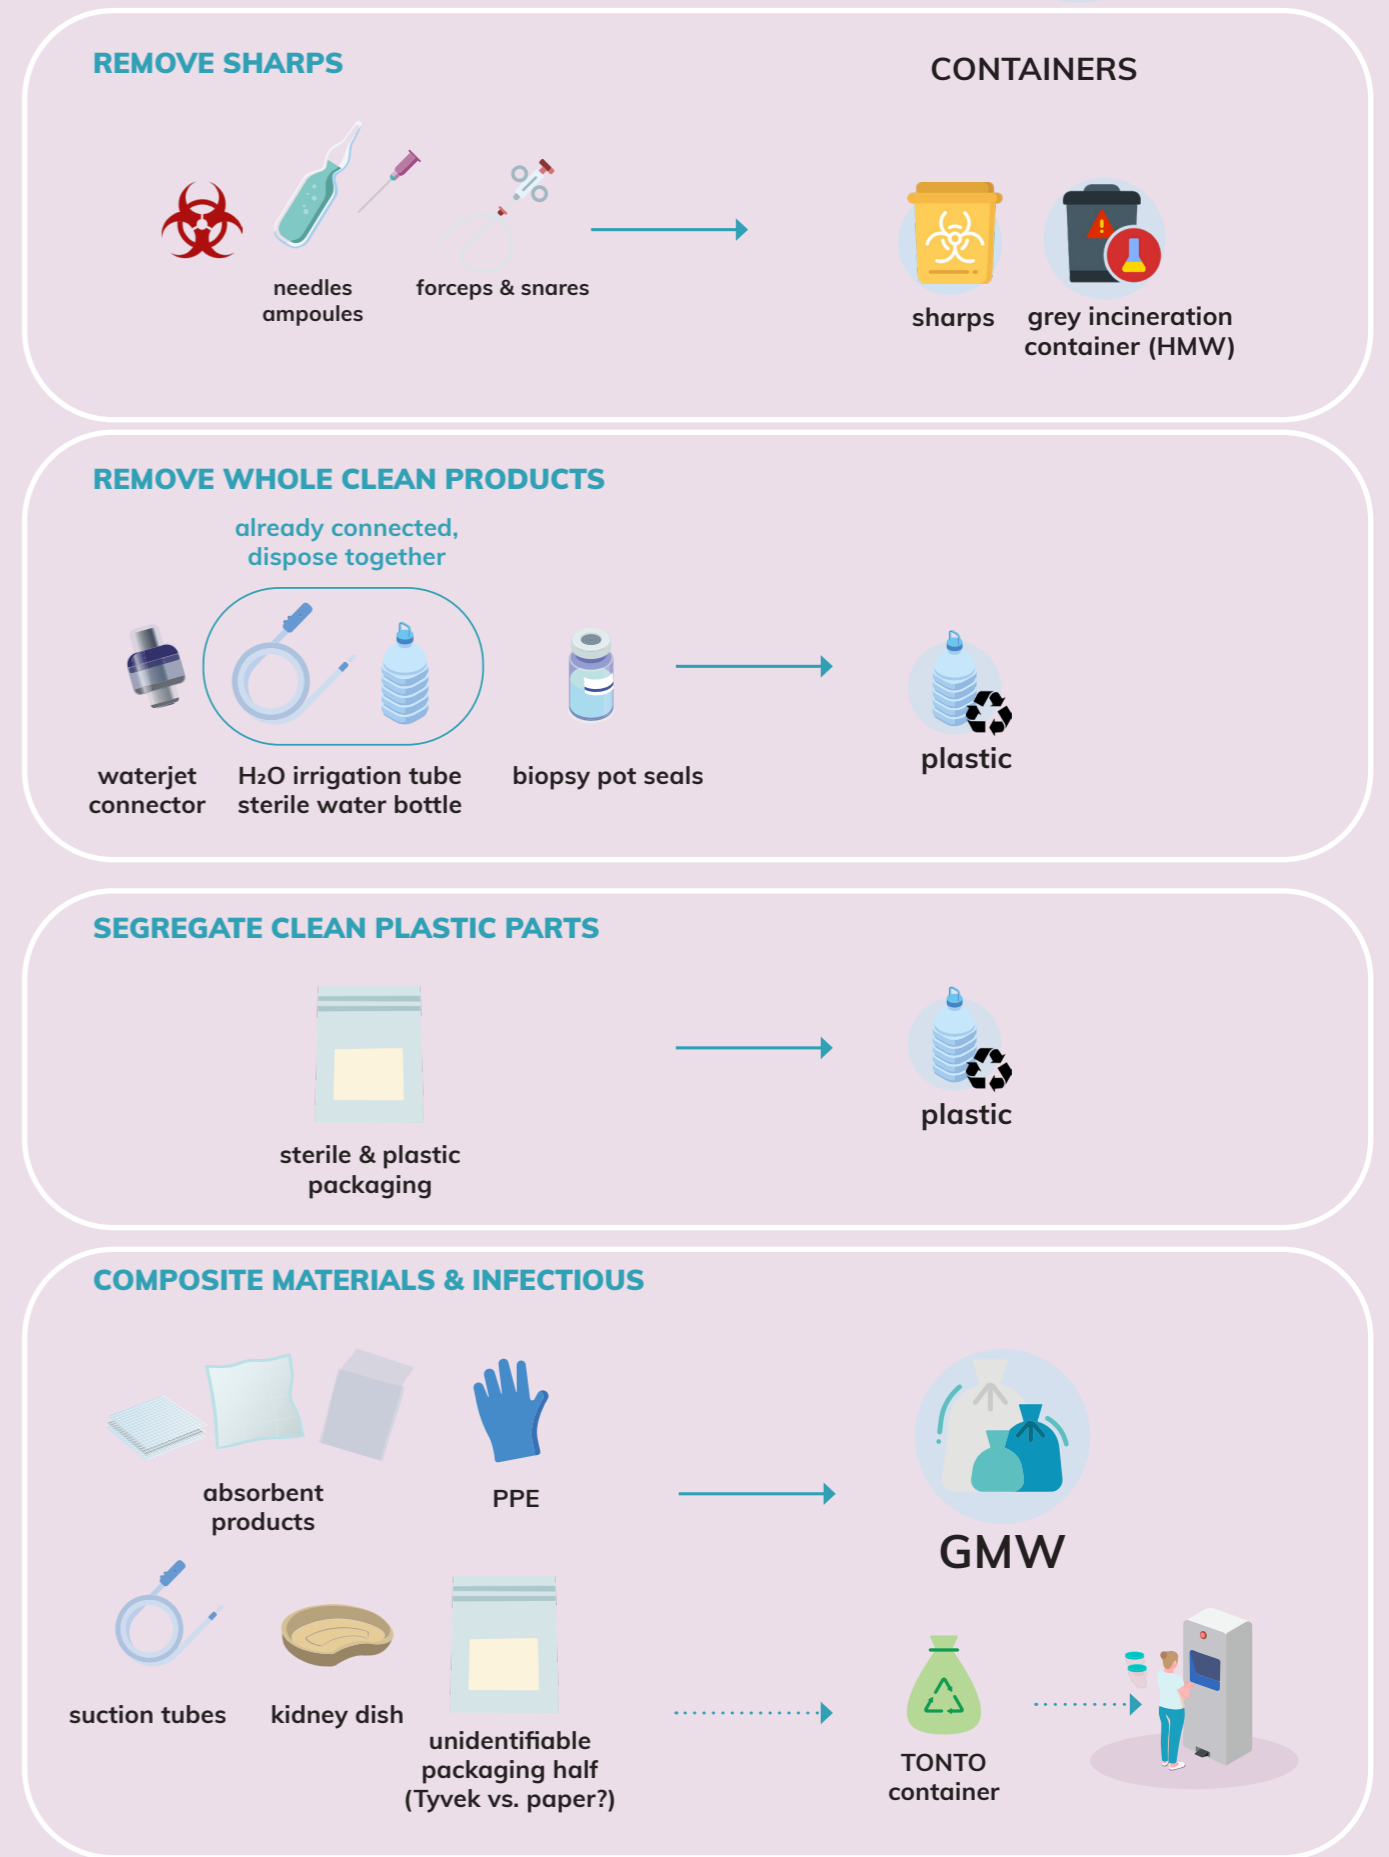 REMOVE SHARPS
CONTAINERS
needles
ampoules
forceps & snares
sharps
grey incineration
container (HMW)
REMOVE WHOLE CLEAN PRODUCTS
already connected,
dispose together
waterjet
connector
H₂O irrigation tube
sterile water bottle
biopsy pot seals
plastic
SEGREGATE CLEAN PLASTIC PARTS
sterile & plastic
packaging
plastic
COMPOSITE MATERIALS & INFECTIOUS
absorbent
products
PPE
GMW
suction tubes
kidney dish
unidentifiable
packaging half
(Tyvek vs. paper?)
TONTO
container